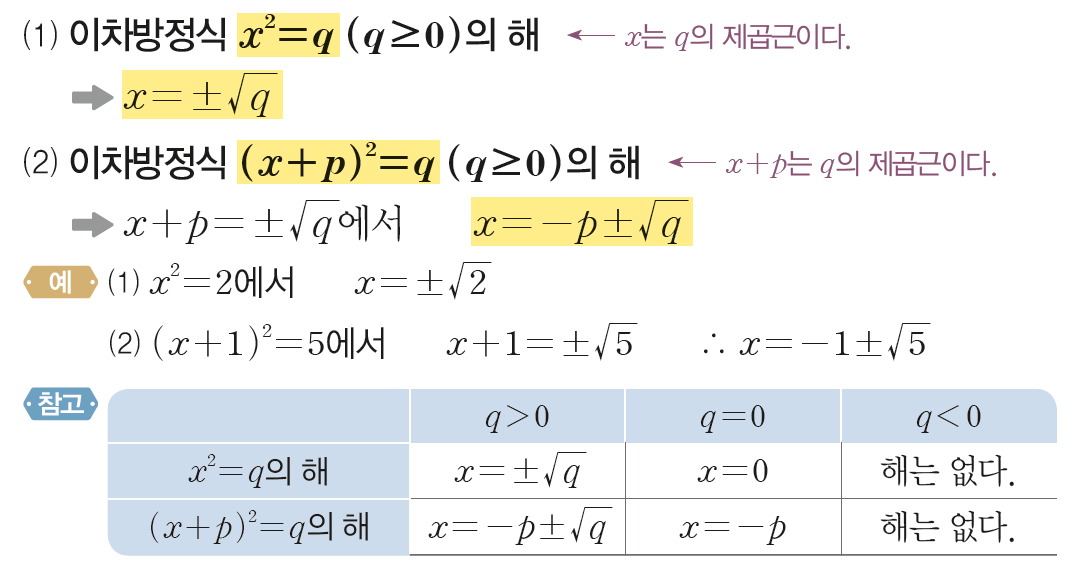 (1) 이차방정식 x²=q (q≥0)의 해 ← x는 q의 제곱근이다.
➡ x=±√q
(2) 이차방정식 (x+p)²=q (q≥0)의 해 ← x+p는 q의 제곱근이다.
➡ x+p=±√q에서 x=-p±√q
예 (1) x²=2에서 x=±√2
(2) (x+1)²=5에서 x+1=±√5 ∴ x=-1±√5
참고
q>0 q=0 q<0
x²=q의 해 x=±√q x=0 해는 없다.
(x+p)²=q의 해 x=-p±√q x=-p 해는 없다.